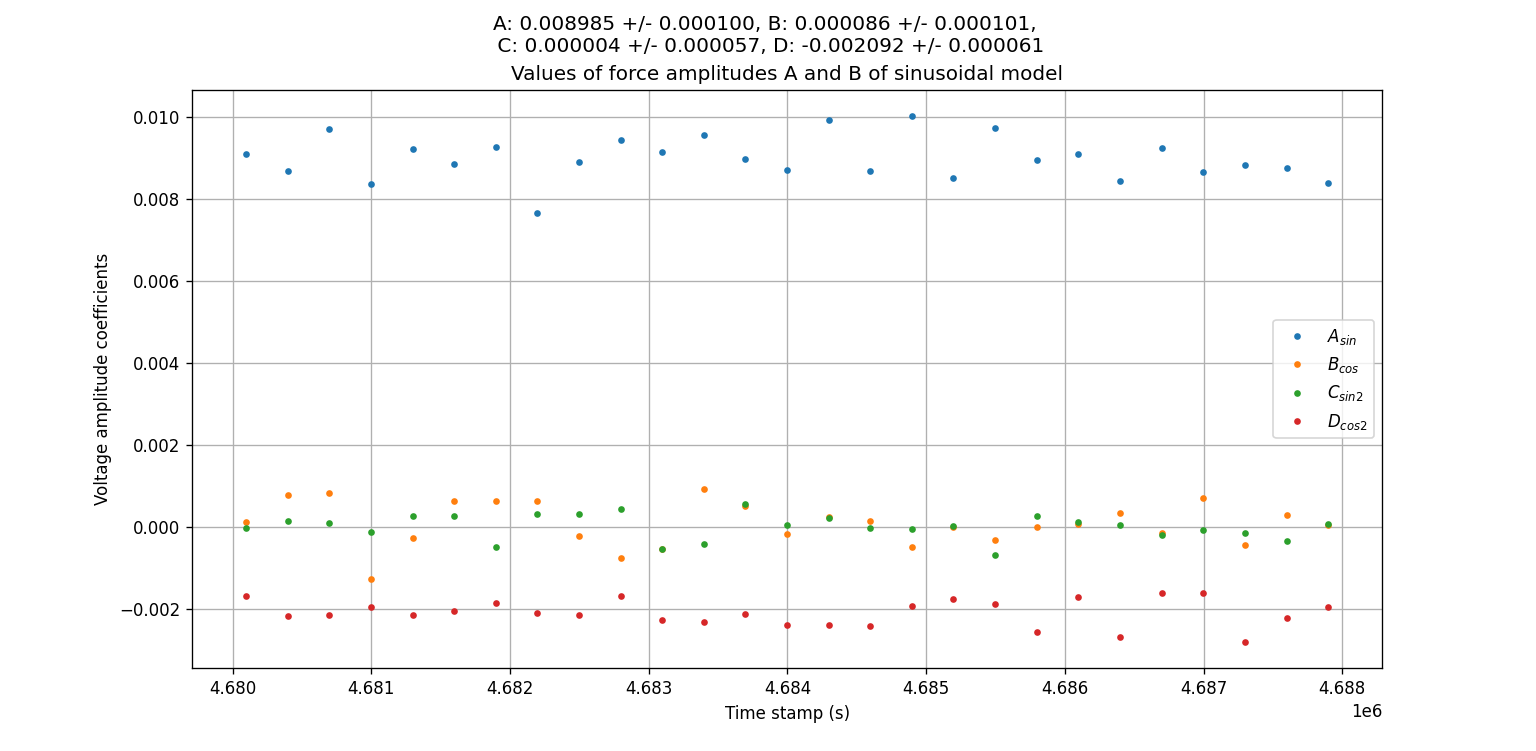 A: 0.008985 +/- 0.000100, B: 0.000086 +/- 0.000101,
C: 0.000004 +/- 0.000057, D: -0.002092 +/- 0.000061
Values of force amplitudes A and B of sinusoidal model
Voltage amplitude coefficients
0.010
0.008
0.006
0.004
0.002
0.000
−0.002
A_sin
B_cos
C_sin2
D_cos2
4.680 4.681 4.682 4.683 4.684 4.685 4.686 4.687 4.688
1e6
Time stamp (s)